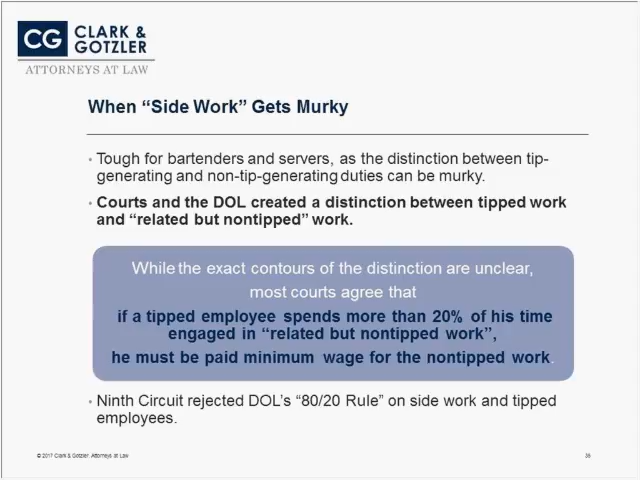 CG CLARK & GOTZLER
ATTORNEYS AT LAW
When “Side Work” Gets Murky
• Tough for bartenders and servers, as the distinction between tip-
generating and non-tip-generating duties can be murky.
• Courts and the DOL created a distinction between tipped work
and “related but nontipped” work.
While the exact contours of the distinction are unclear,
most courts agree that
if a tipped employee spends more than 20% of his time
engaged in “related but nontipped work”,
he must be paid minimum wage for the nontipped work.
• Ninth Circuit rejected DOL’s “80/20 Rule” on side work and tipped
employees.
© 2017 Clark & Gotzler. Attorneys at Law